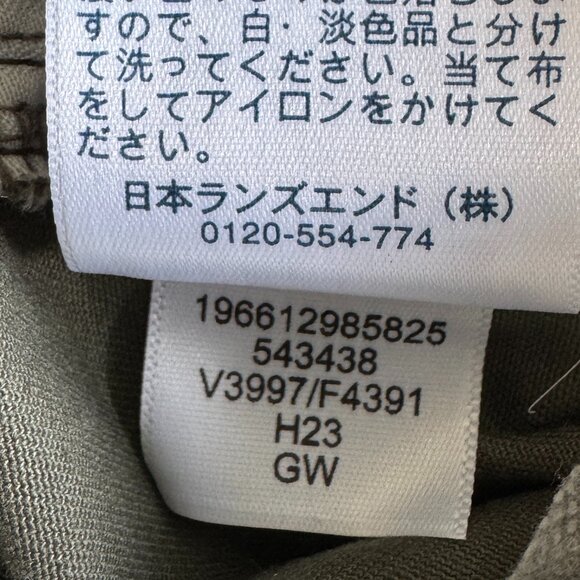 すので、白・淡色品と分け
て洗ってください。当て布
をしてアイロンをかけてく
ださい。
日本ランズエンド（株）
0120-554-774
196612985825
543438
V3997/F4391
H23
GW